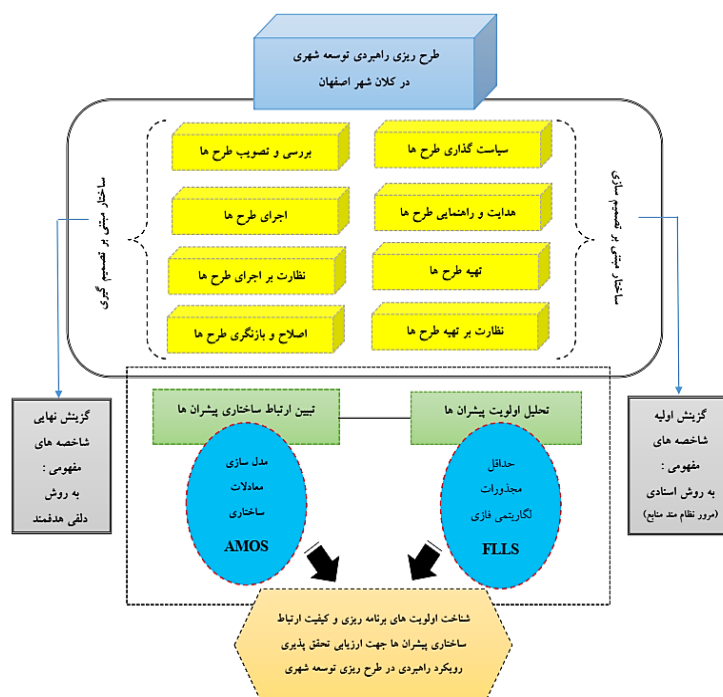 طرح ریزی راهبردی توسعه شهری
در کلان شهر اصفهان
ساختار مبتنی بر تصمیم سازی
سیاست گذاری طرح ها
هدایت و راهنمایی طرح ها
تهیه طرح ها
نظارت بر تهیه طرح ها
بررسی و تصویب طرح ها
اجرای طرح ها
نظارت بر اجرای طرح ها
اصلاح و بازنگری طرح ها
ساختار مبتنی بر تصمیم گیری
گزینش اولیه
شاخصه های
مفهومی :
به روش اسنادی
(مرور نظام مند منابع)
تحلیل اولویت پیشران ها
حداقل
مجذورات
لگاریتمی فازی
FLLS
تبیین ارتباط ساختاری پیشران ها
مدل سازی
معادلات
ساختاری
AMOS
گزینش نهایی
شاخصه های
مفهومی :
به روش
دلفی هدفمند
شناخت اولویت های برنامه ریزی و کیفیت ارتباط
ساختاری پیشران ها جهت ارزیابی تحقق پذیری
رویکرد راهبردی در طرح ریزی توسعه شهری